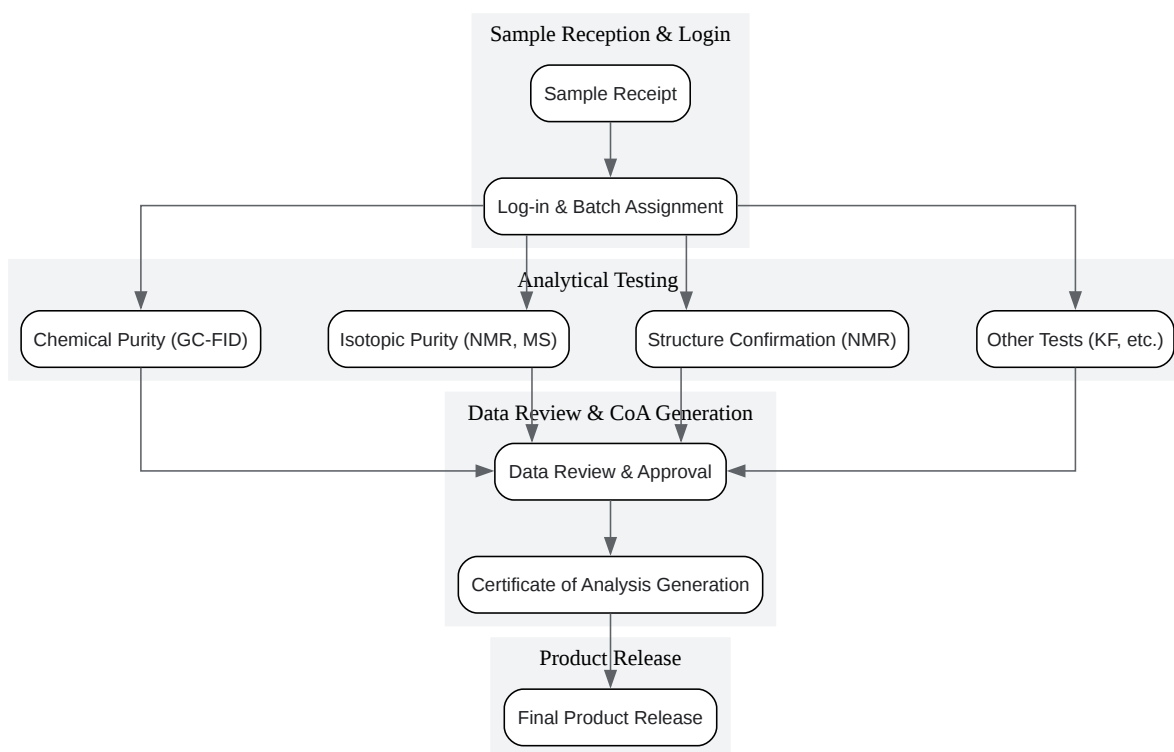 Sample Reception & Login
Sample Receipt
Log-in & Batch Assignment
Analytical Testing
Chemical Purity (GC-FID)
Isotopic Purity (NMR, MS)
Structure Confirmation (NMR)
Other Tests (KF, etc.)
Data Review & CoA Generation
Data Review & Approval
Certificate of Analysis Generation
Product Release
Final Product Release